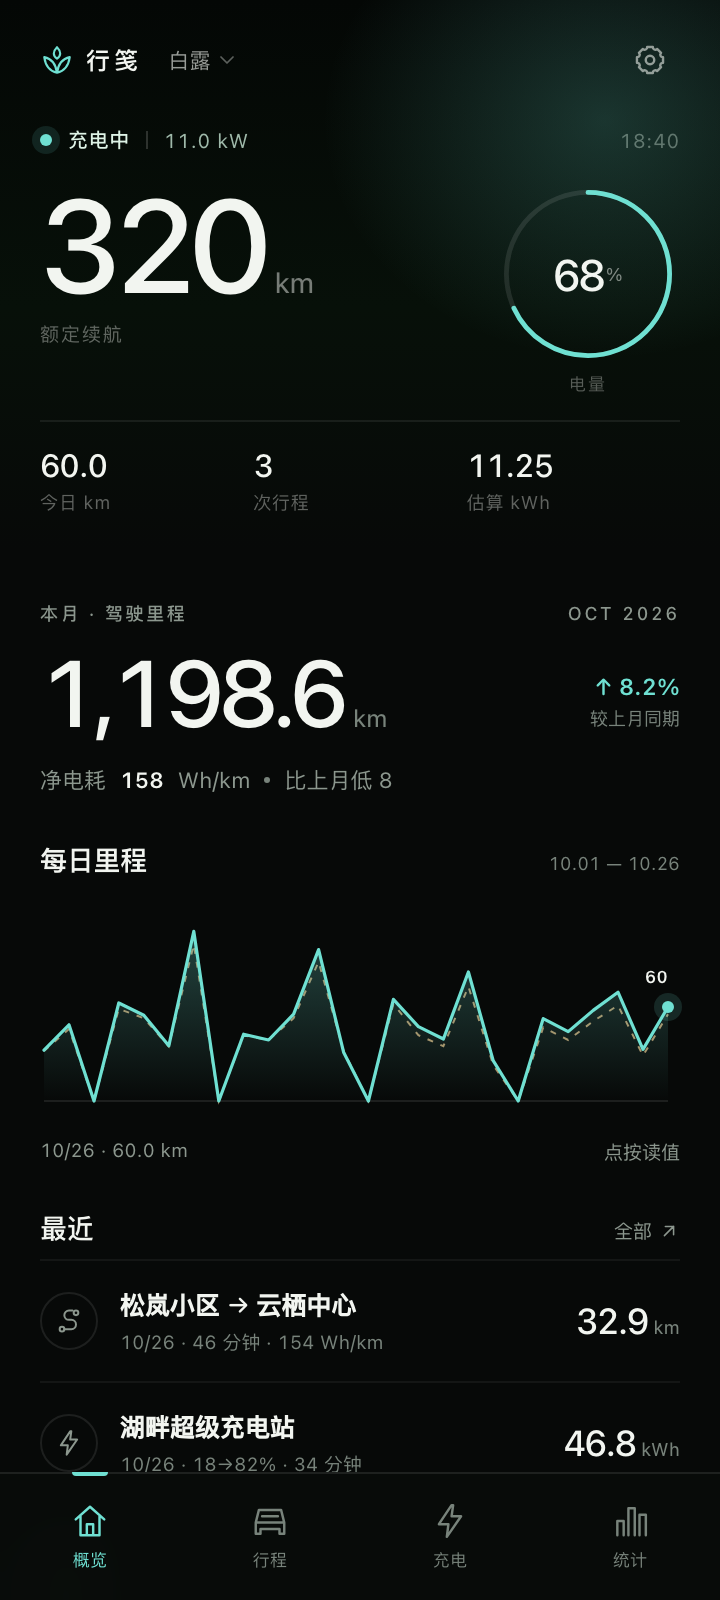 行笺 白露
充电中 11.0 kW 18:40
320 km
68%
额定续航
电量
60.0 3 11.25
今日 km 次行程 估算 kWh
本月 · 驾驶里程 OCT 2026
1,198.6 km
↑ 8.2%
较上月同期
净电耗 158 Wh/km • 比上月低 8
每日里程 10.01 — 10.26
60
10/26 · 60.0 km 点按读值
最近 全部 ↗
松岚小区 → 云栖中心
32.9 km
10/26 · 46 分钟 · 154 Wh/km
湖畔超级充电站
46.8 kWh
10/26 · 18→82% · 34 分钟
概览 行程 充电 统计